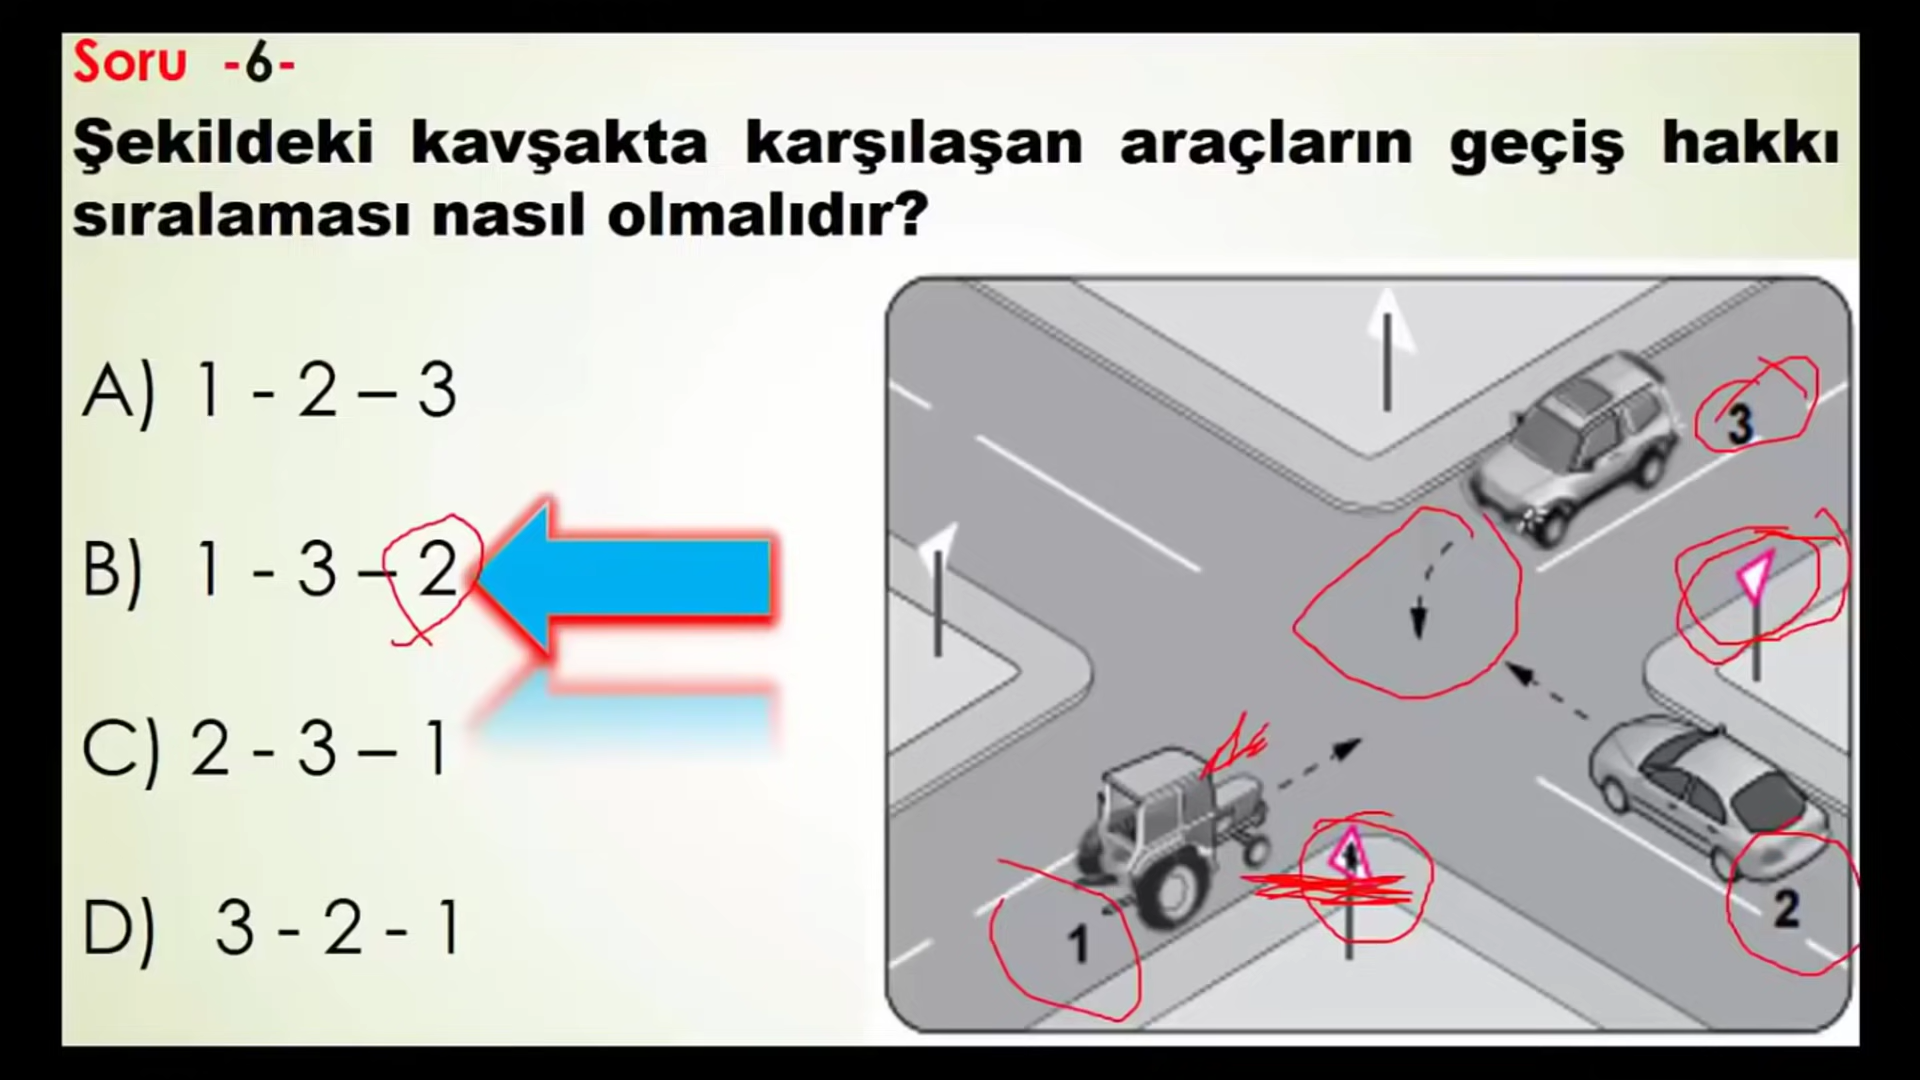 Soru -6-
Şekildeki kavşakta karşılaşan araçların geçiş hakkı
sıralaması nasıl olmalıdır?
A) 1 - 2 – 3
B) 1 - 3 – 2
C) 2 - 3 – 1
D) 3 - 2 - 1
3
2
1